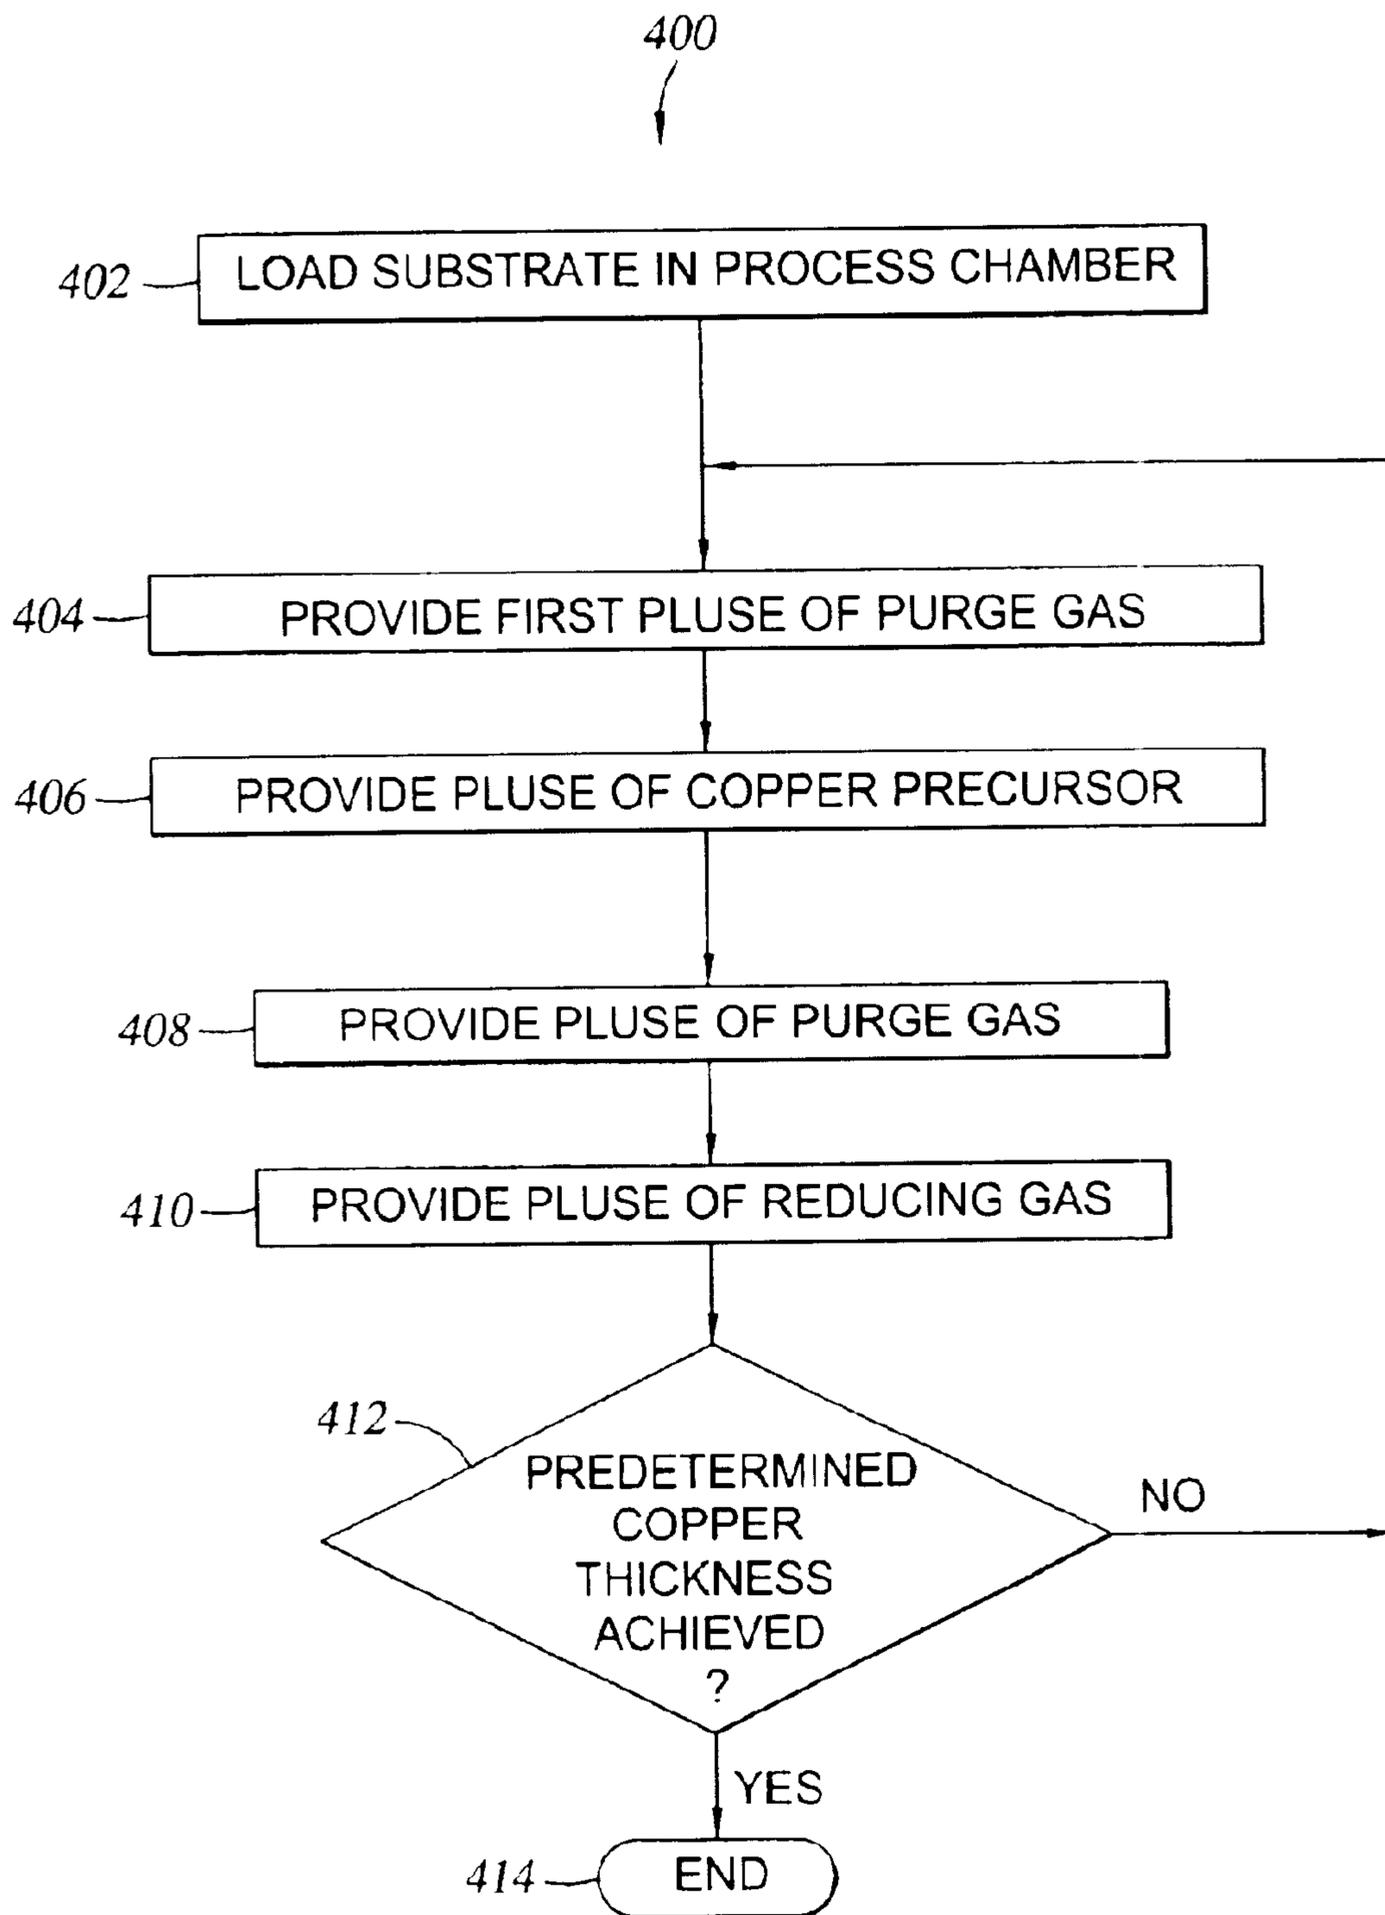 400
402
LOAD SUBSTRATE IN PROCESS CHAMBER
404
PROVIDE FIRST PLUSE OF PURGE GAS
406
PROVIDE PLUSE OF COPPER PRECURSOR
408
PROVIDE PLUSE OF PURGE GAS
410
PROVIDE PLUSE OF REDUCING GAS
412
PREDETERMINED
COPPER
THICKNESS
ACHIEVED
?
NO
YES
414
END